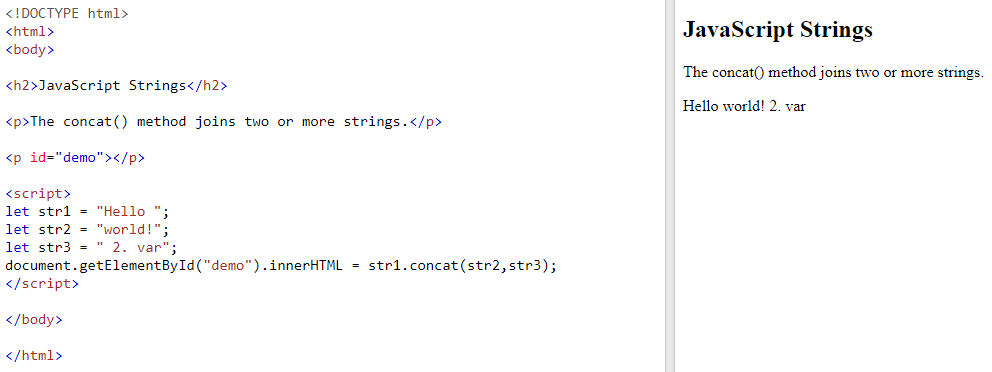 <!DOCTYPE html>
<html>
<body>
<h2>JavaScript Strings</h2>
<p>The concat() method joins two or more strings.</p>
<p id="demo"></p>
<script>
let str1 = "Hello ";
let str2 = "world!";
let str3 = " 2. var";
document.getElementById("demo").innerHTML = str1.concat(str2,str3);
</script>
</body>
</html>
JavaScript Strings
The concat() method joins two or more strings.
Hello world! 2. var